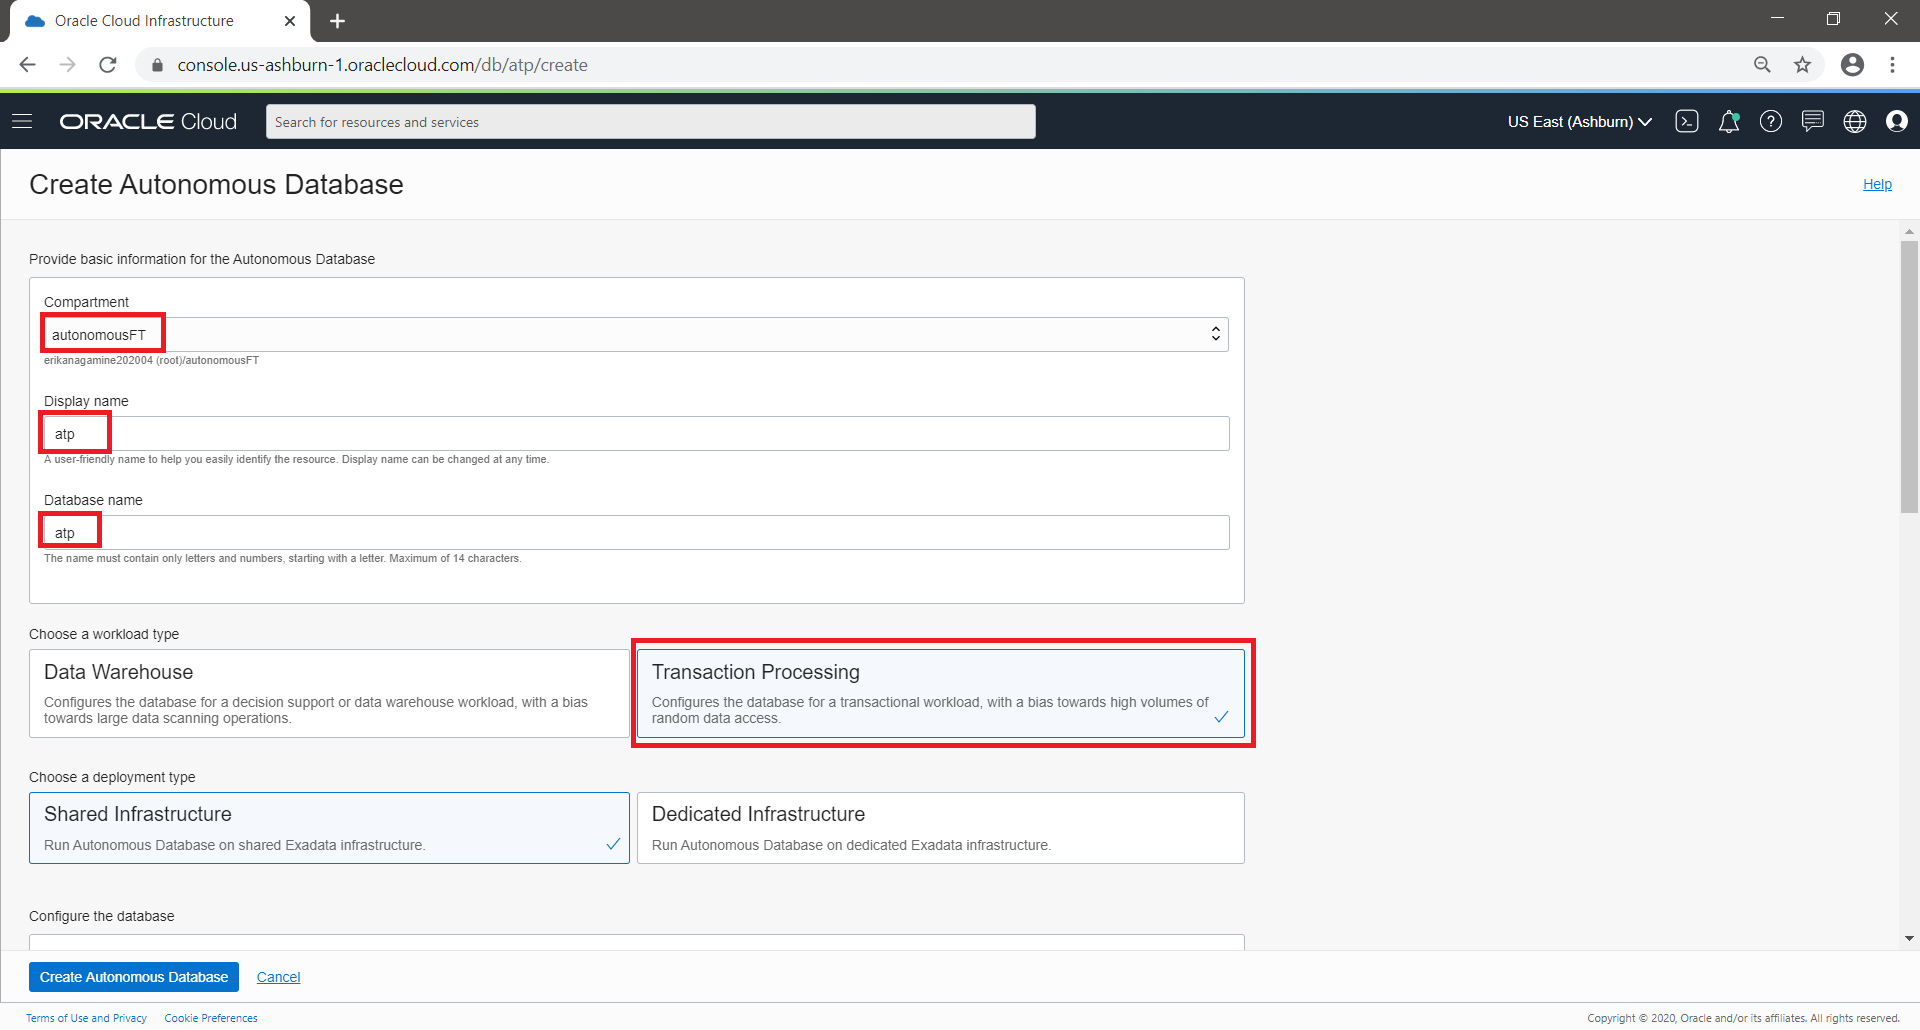 Oracle Cloud Infrastructure
console.us-ashburn-1.oraclecloud.com/db/atp/create
ORACLE Cloud
Search for resources and services
US East (Ashburn)
Create Autonomous Database
Help
Provide basic information for the Autonomous Database
Compartment
autonomousFT
erikanagamine202004 (root)/autonomousFT
Display name
atp
A user-friendly name to help you easily identify the resource. Display name can be changed at any time.
Database name
atp
The name must contain only letters and numbers, starting with a letter. Maximum of 14 characters.
Choose a workload type
Data Warehouse
Configures the database for a decision support or data warehouse workload, with a bias
towards large data scanning operations.
Transaction Processing
Configures the database for a transactional workload, with a bias towards high volumes of
random data access.
Choose a deployment type
Shared Infrastructure
Run Autonomous Database on shared Exadata infrastructure.
Dedicated Infrastructure
Run Autonomous Database on dedicated Exadata infrastructure.
Configure the database
Create Autonomous Database
Cancel
Terms of Use and Privacy
Cookie Preferences
Copyright © 2020, Oracle and/or its affiliates. All rights reserved.